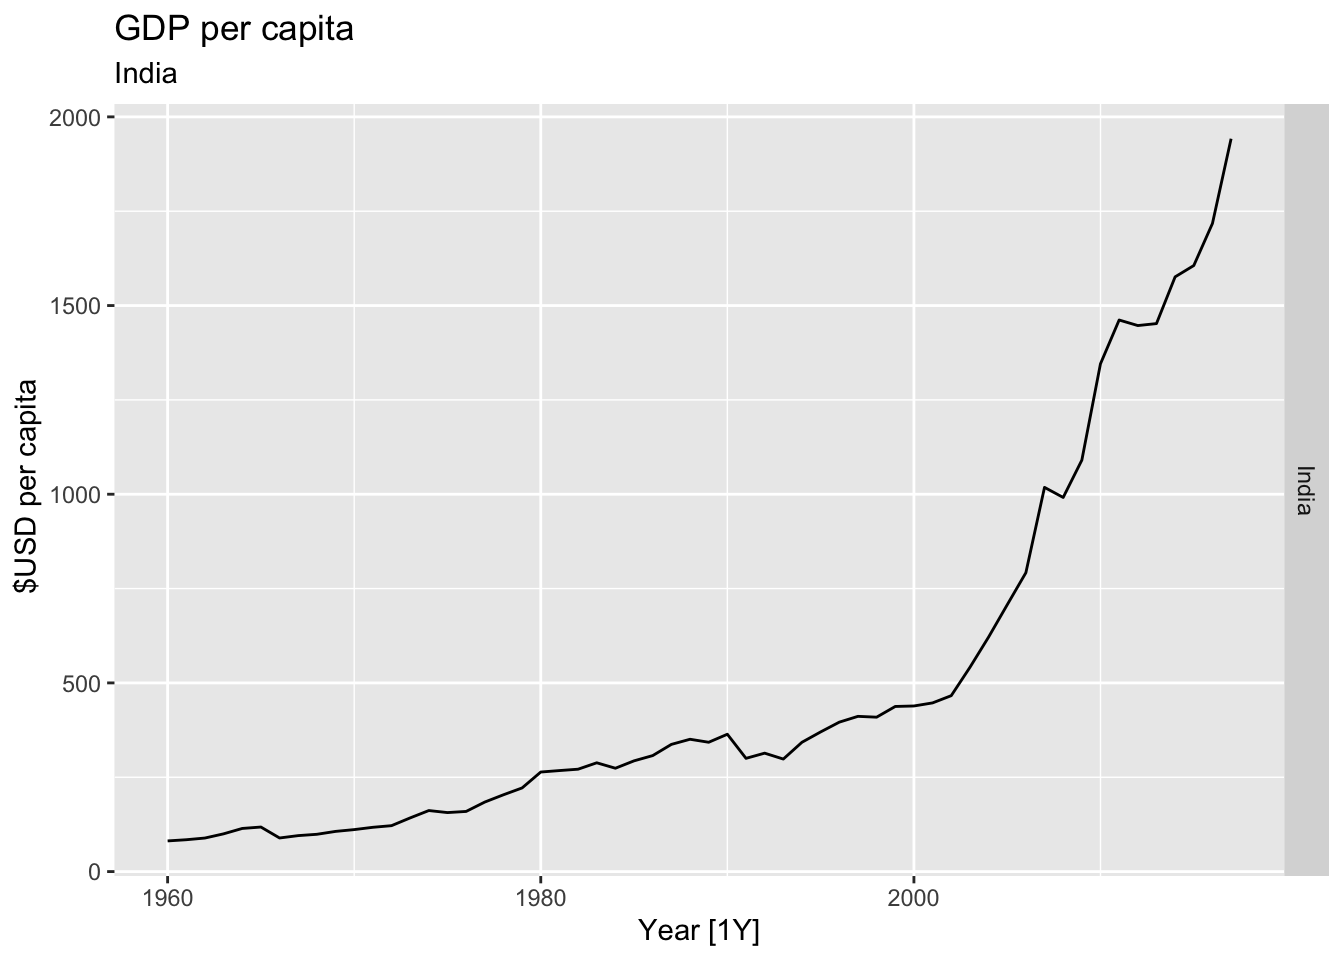 GDP per capita
India
2000
1500
1000
500
0
$USD per capita
India
1960 1980 2000
Year [1Y]